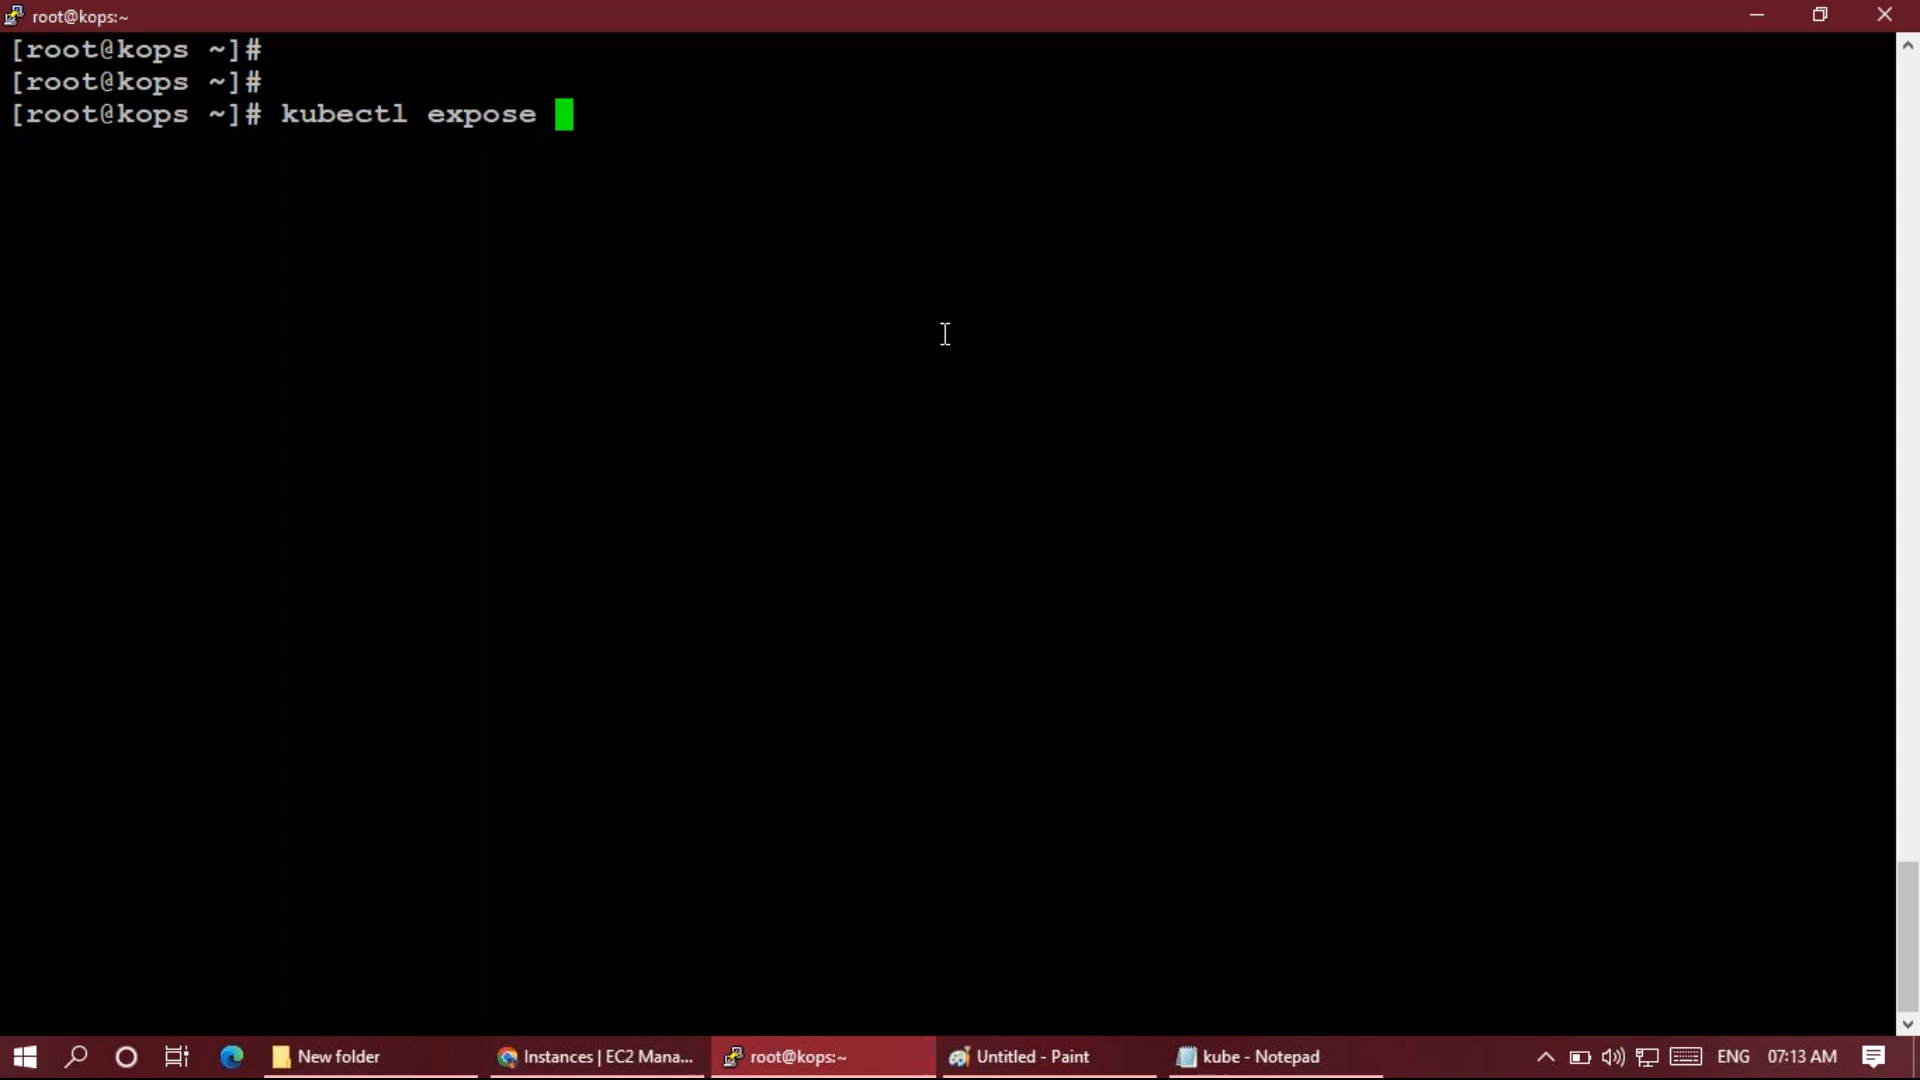 root@kops:~
[root@kops ~]#
[root@kops ~]#
[root@kops ~]# kubectl expose
New folder
Instances | EC2 Mana...
root@kops:~
Untitled - Paint
kube - Notepad
ENG
07:13 AM